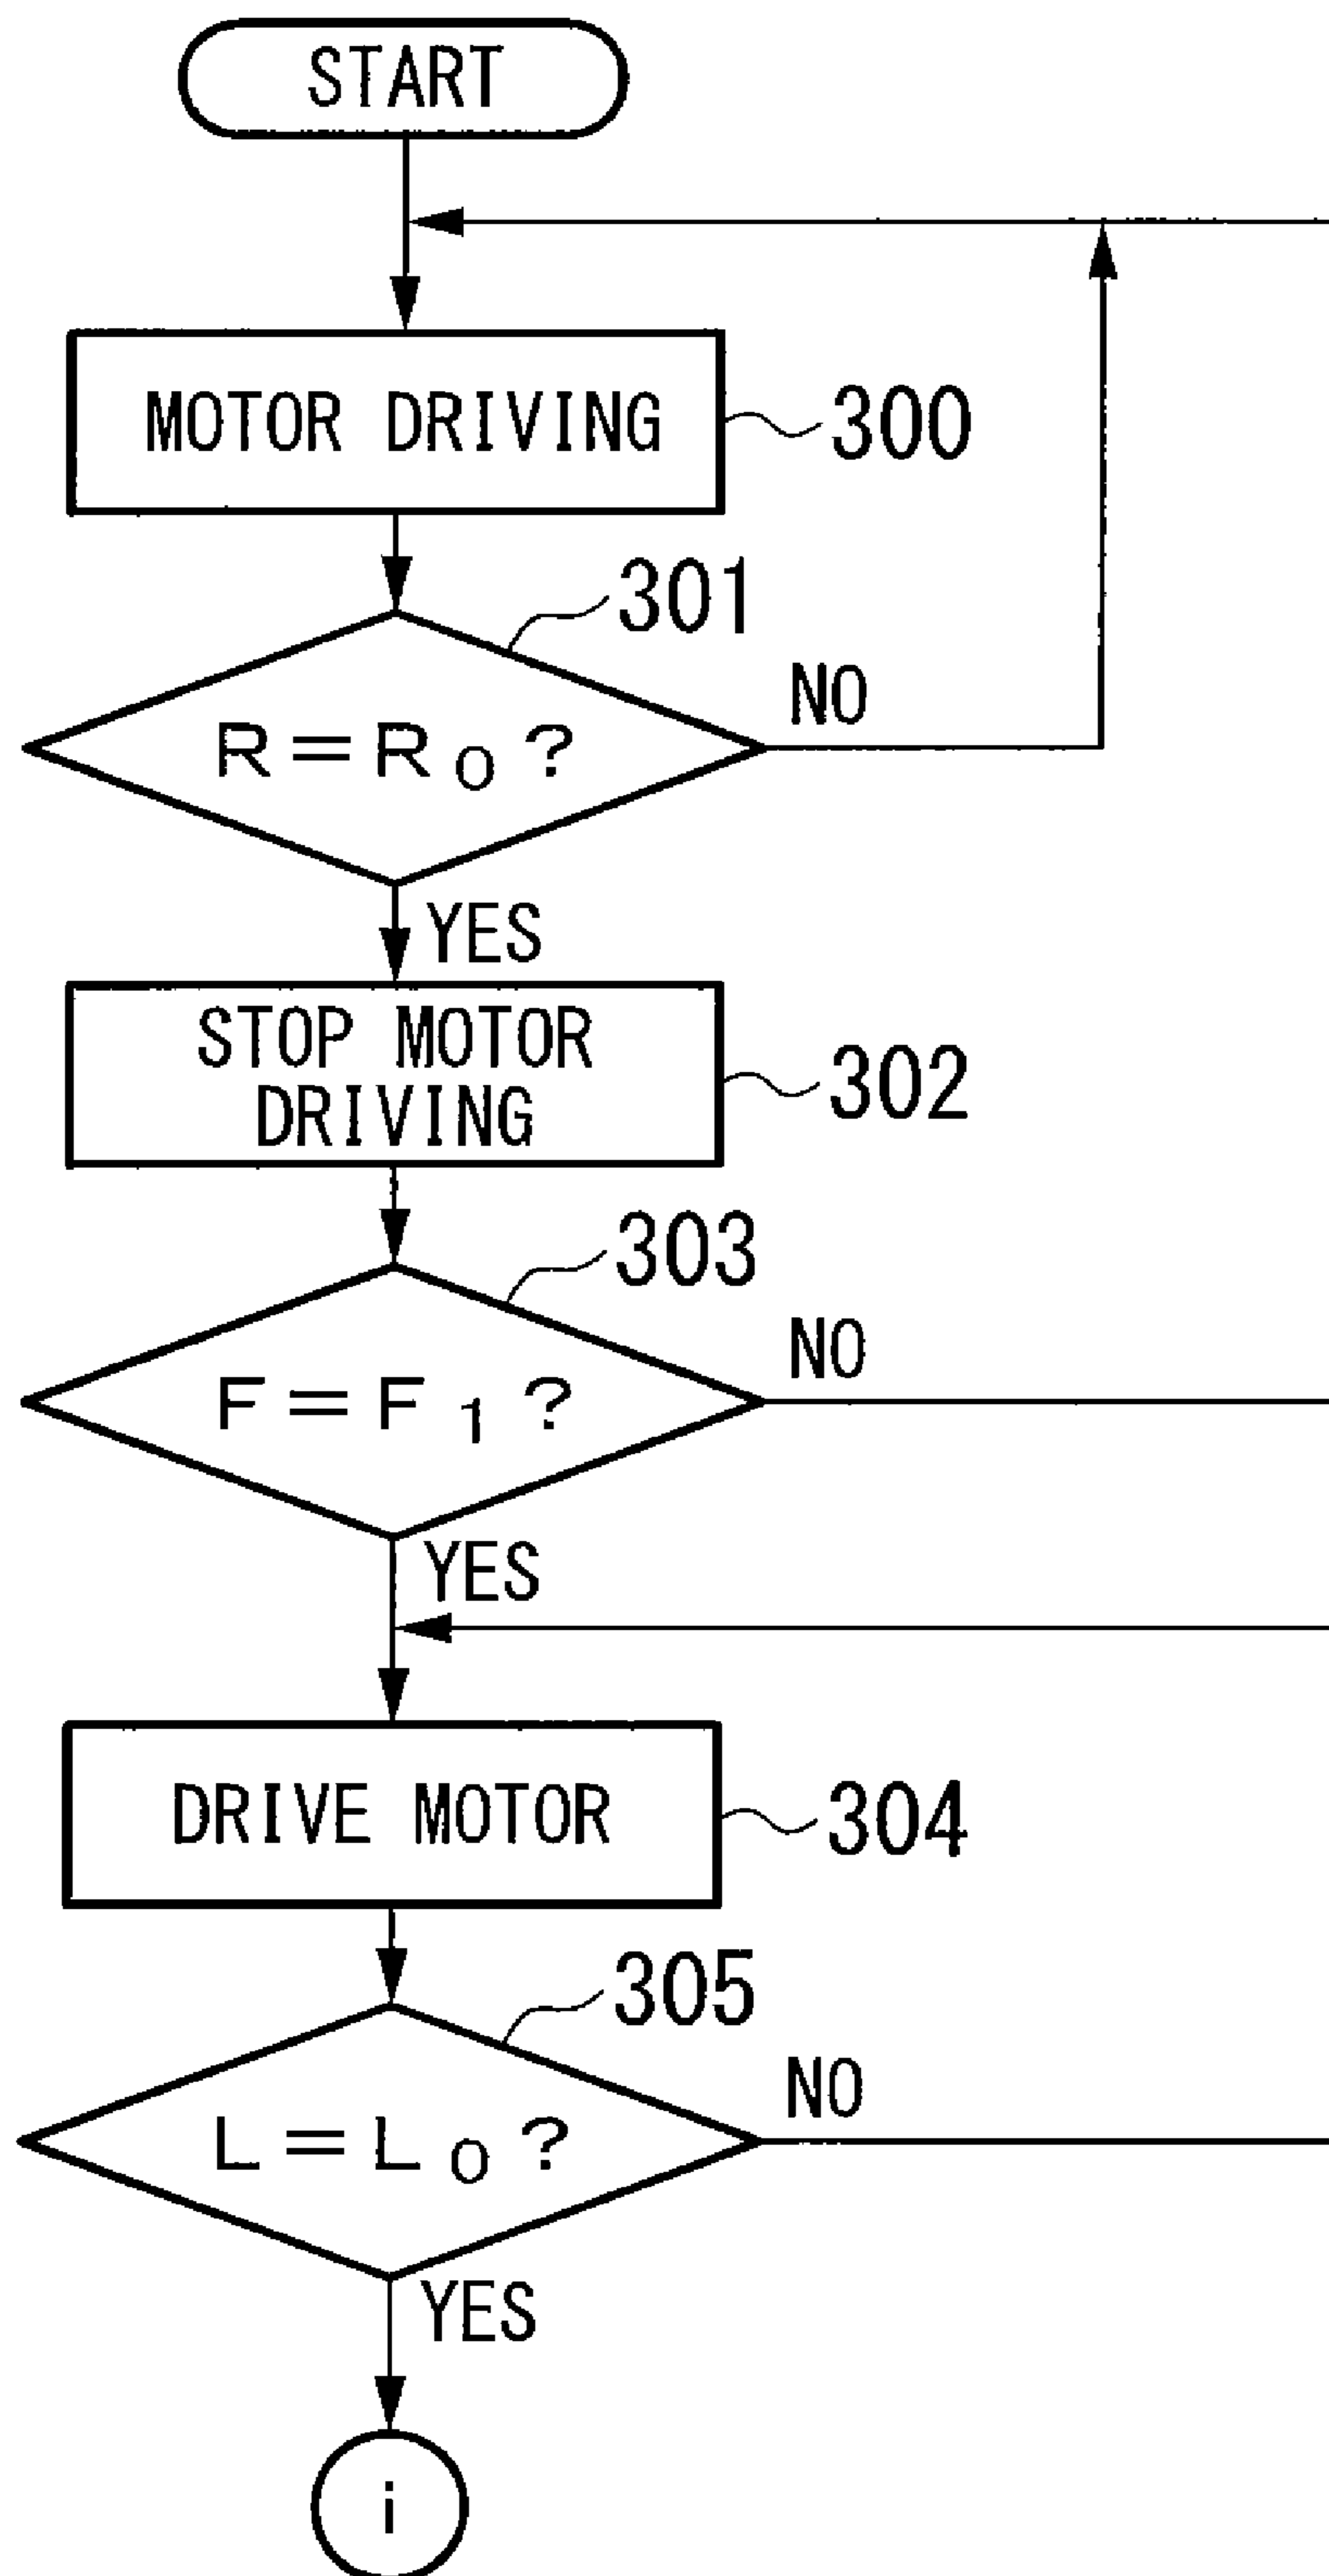 START
MOTOR DRIVING
300
301
R=R₀?
NO
YES
STOP MOTOR
DRIVING
302
303
F=F₁?
NO
YES
DRIVE MOTOR
304
305
L=L₀?
NO
YES
i